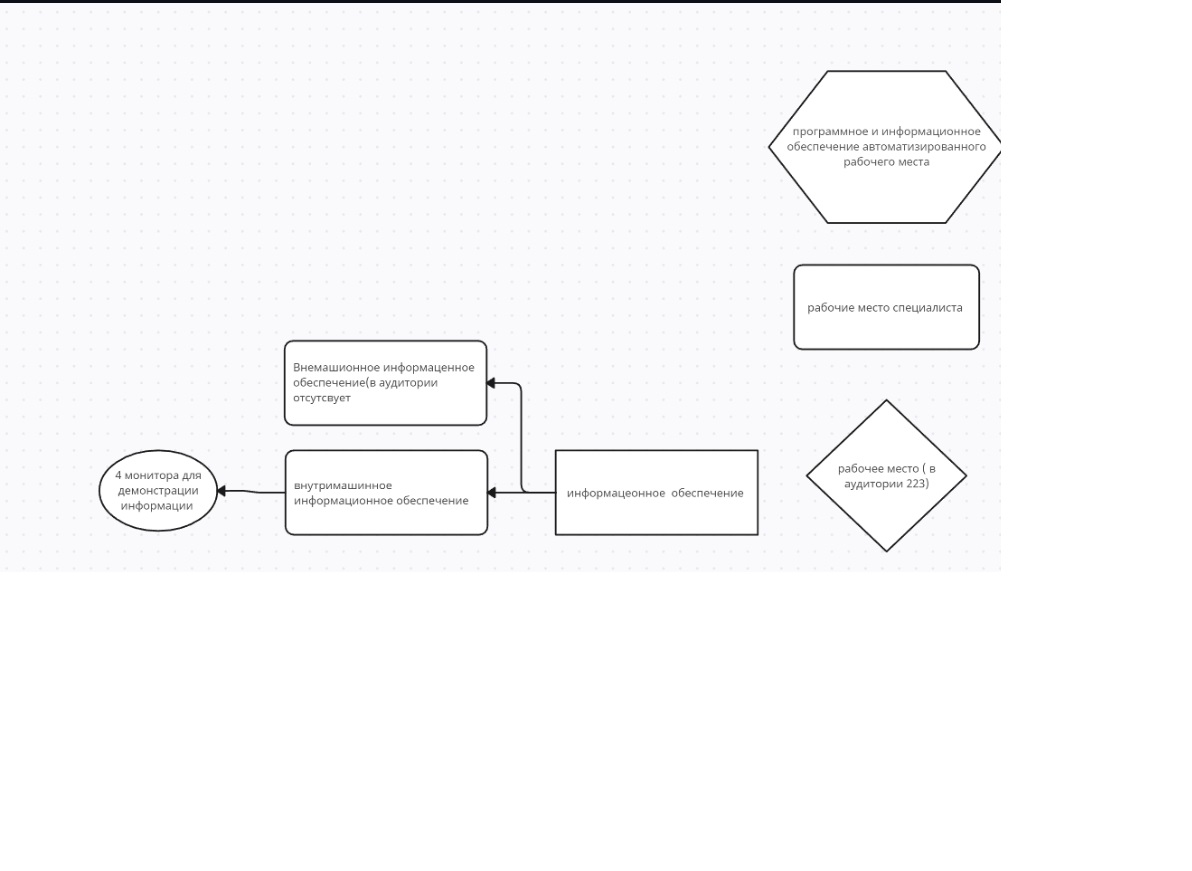 программное и информационное
обеспечение автоматизированного
рабочего места
рабочие место специалиста
Внемашионное информаценное
обеспечение(в аудитории
отсутсвует
4 монитора для
демонстрации
информации
внутримашинное
информационное обеспечение
информацеонное  обеспечение
рабочее место ( в
аудитории 223)